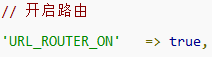 // 开启路由
'URL_ROUTER_ON'   => true,